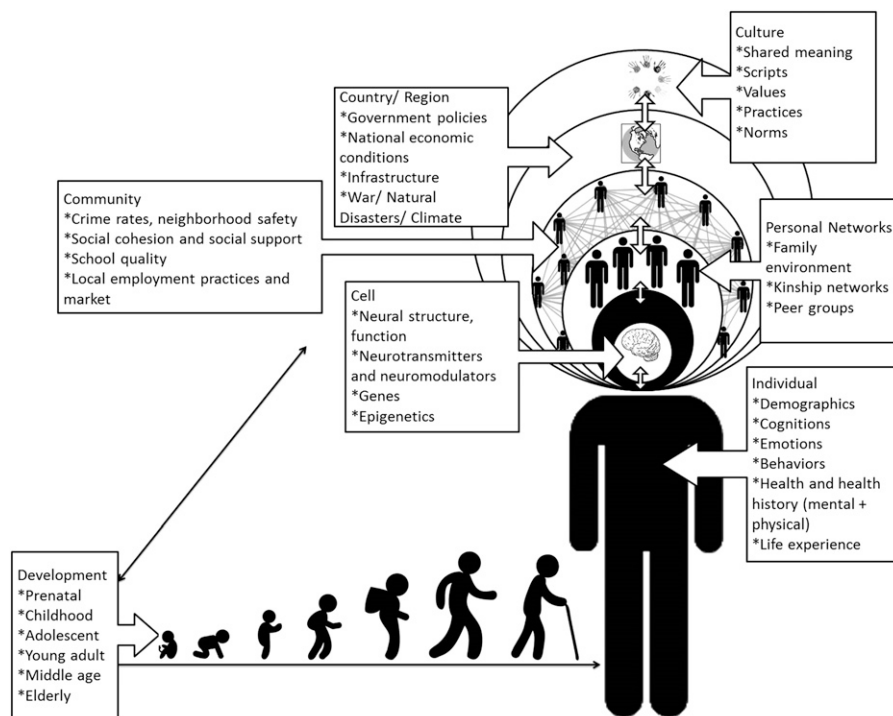 Culture
*Shared meaning
*Scripts
*Values
*Practices
*Norms
Country/ Region
*Government policies
*National economic
conditions
*Infrastructure
*War/ Natural
Disasters/ Climate
Community
*Crime rates, neighborhood safety
*Social cohesion and social support
*School quality
*Local employment practices and
market
Personal Networks
*Family
environment
*Kinship networks
*Peer groups
Cell
*Neural structure,
function
*Neurotransmitters
and neuromodulators
*Genes
*Epigenetics
Individual
*Demographics
*Cognitions
*Emotions
*Behaviors
*Health and health
history (mental +
physical)
*Life experience
Development
*Prenatal
*Childhood
*Adolescent
*Young adult
*Middle age
*Elderly